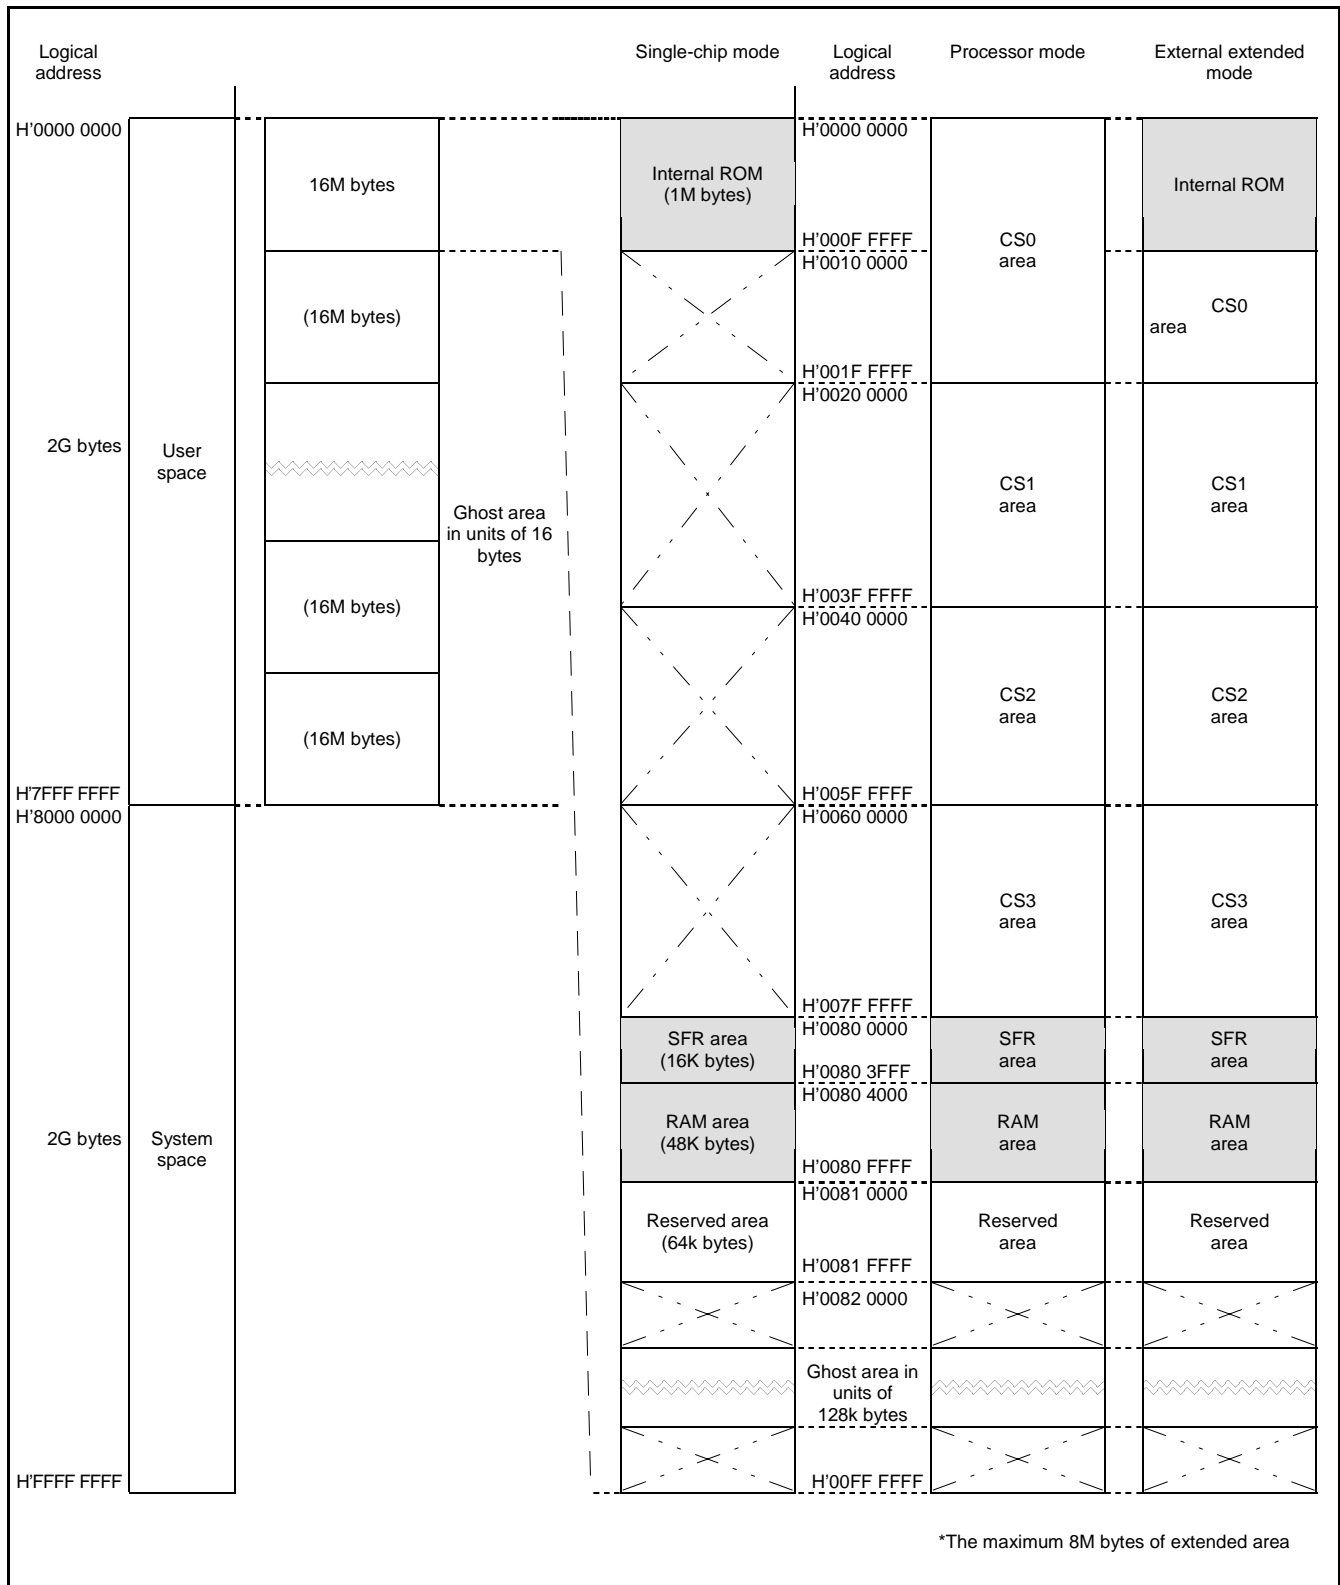 Logical
address
Single-chip mode
Logical
address
Processor mode
External extended
mode
H'0000 0000
16M bytes
(16M bytes)
2G bytes
User
space
Ghost area
in units of 16
bytes
(16M bytes)
(16M bytes)
H'7FFF FFFF
H'8000 0000
2G bytes
System
space
H'FFFF FFFF
Internal ROM
(1M bytes)
SFR area
(16K bytes)
RAM area
(48K bytes)
Reserved area
(64k bytes)
H'0000 0000
H'000F FFFF
H'0010 0000
H'001F FFFF
H'0020 0000
H'003F FFFF
H'0040 0000
H'005F FFFF
H'0060 0000
H'007F FFFF
H'0080 0000
H'0080 3FFF
H'0080 4000
H'0080 FFFF
H'0081 0000
H'0081 FFFF
H'0082 0000
Ghost area in
units of
128k bytes
H'00FF FFFF
CS0
area
CS1
area
CS2
area
CS3
area
SFR
area
RAM
area
Reserved
area
Internal ROM
CS0
area
CS1
area
CS2
area
CS3
area
SFR
area
RAM
area
Reserved
area
*The maximum 8M bytes of extended area